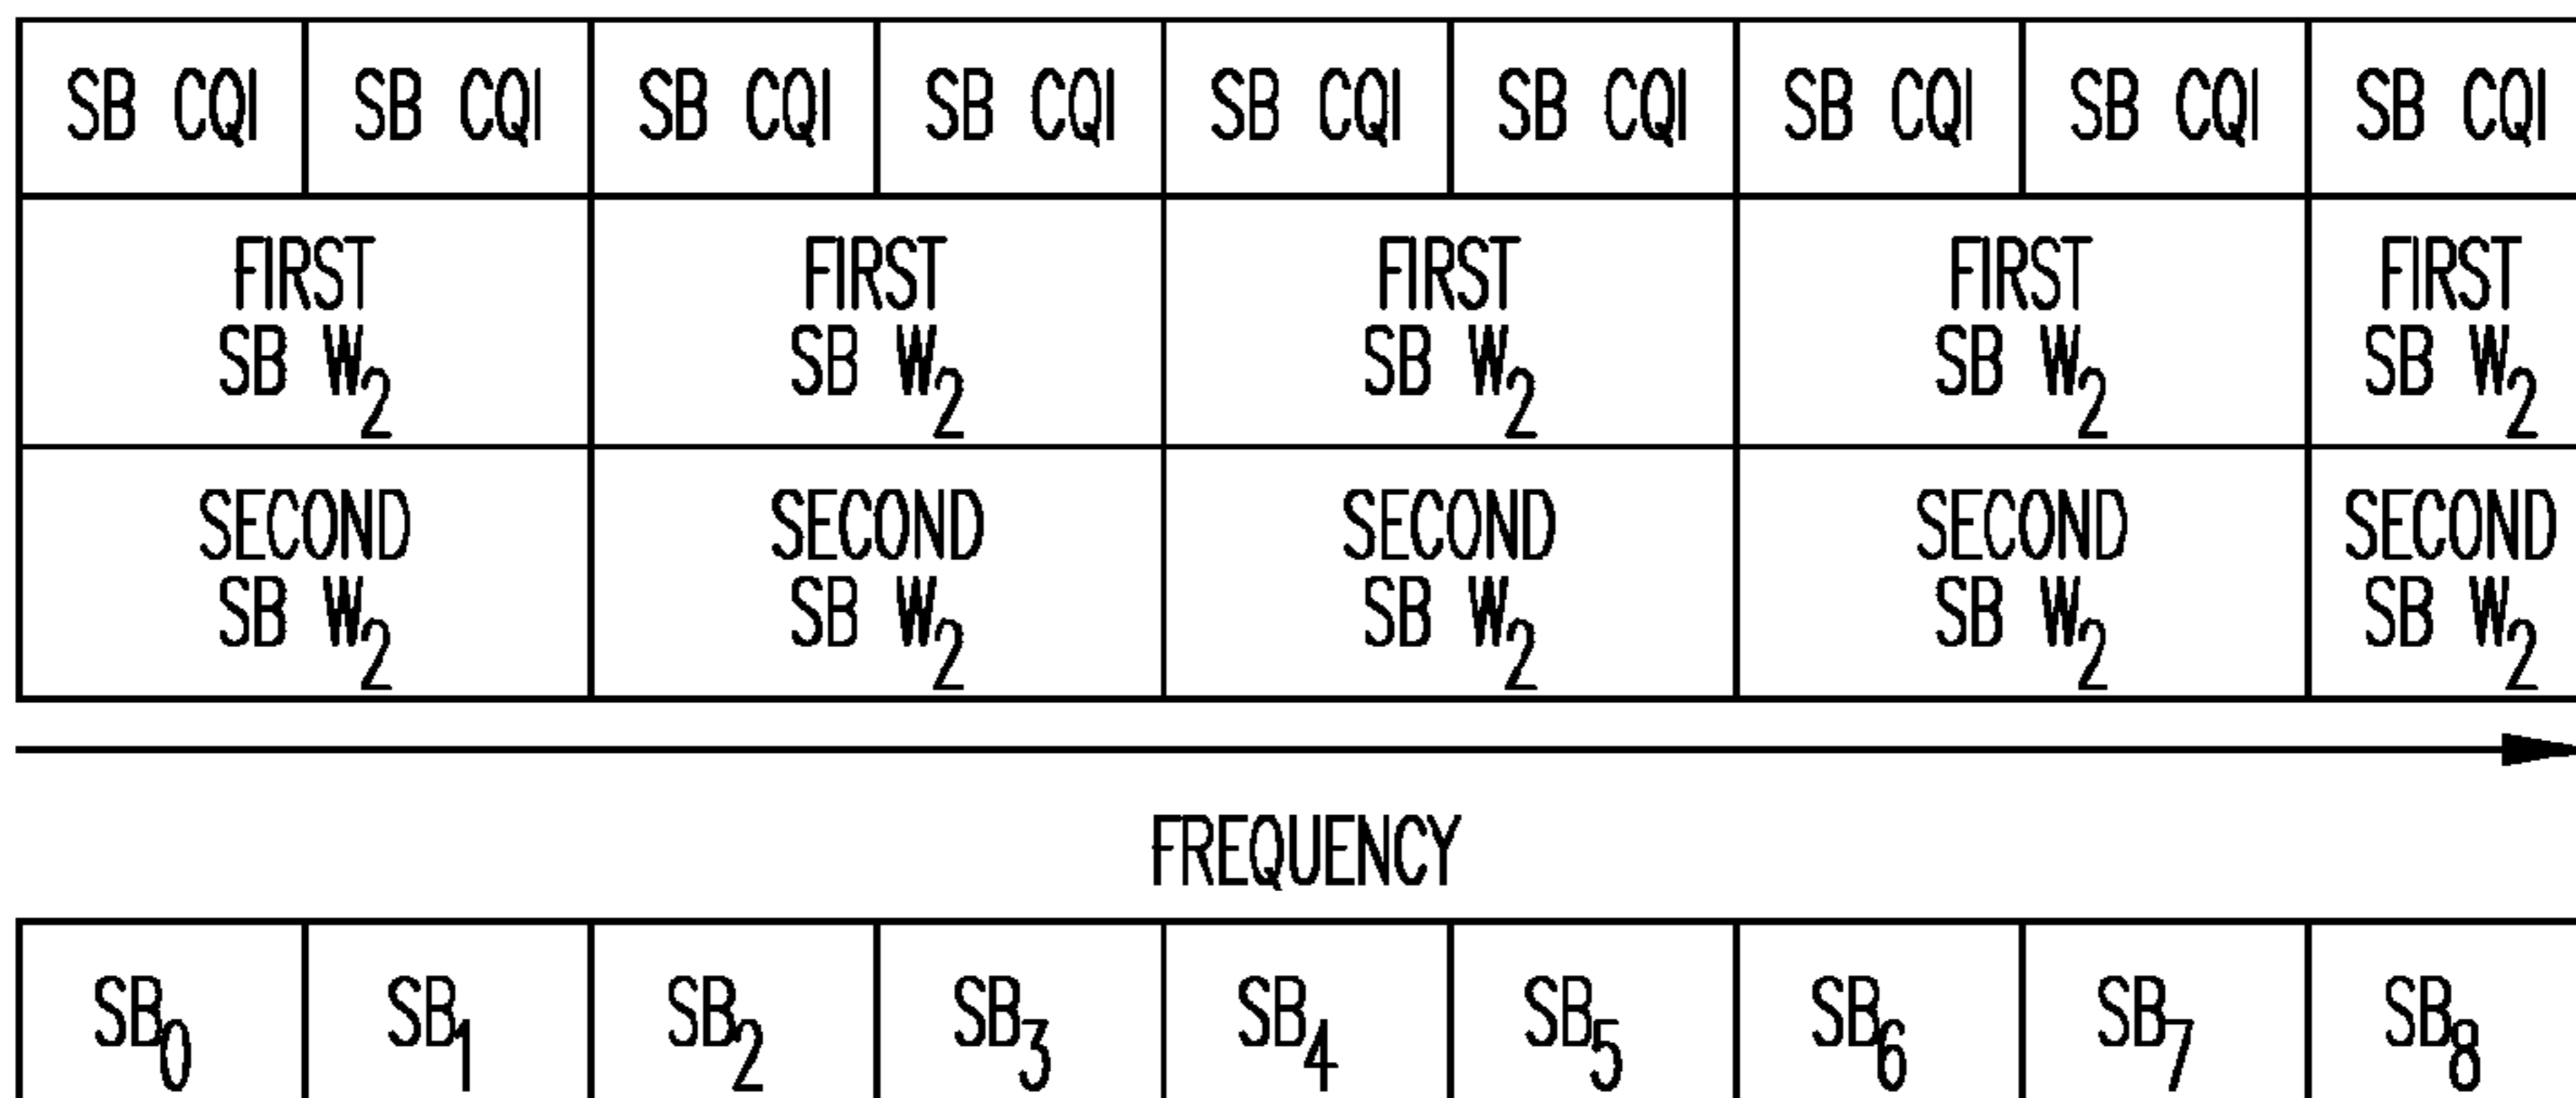 SB CQI SB CQI SB CQI SB CQI SB CQI SB CQI SB CQI SB CQI SB CQI
FIRST FIRST FIRST FIRST FIRST
SB W₂ SB W₂ SB W₂ SB W₂ SB W₂
SECOND SECOND SECOND SECOND SECOND
SB W₂ SB W₂ SB W₂ SB W₂ SB W₂
FREQUENCY
SB₀ SB₁ SB₂ SB₃ SB₄ SB₅ SB₆ SB₇ SB₈